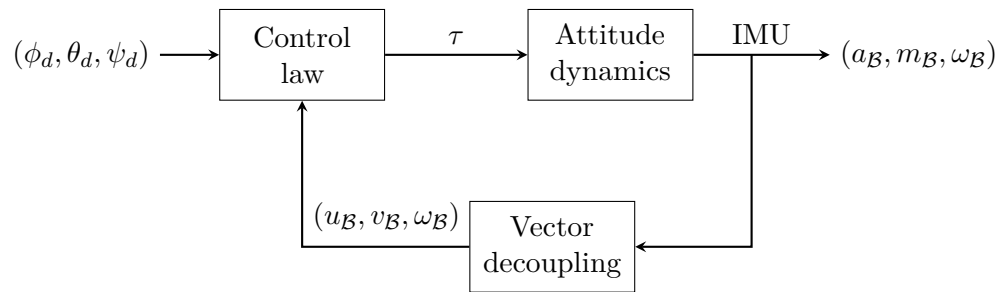 (ϕ_d, θ_d, ψ_d)
Control
law
τ
Attitude
dynamics
IMU
(a_ℬ, m_ℬ, ω_ℬ)
(u_ℬ, v_ℬ, ω_ℬ)
Vector
decoupling